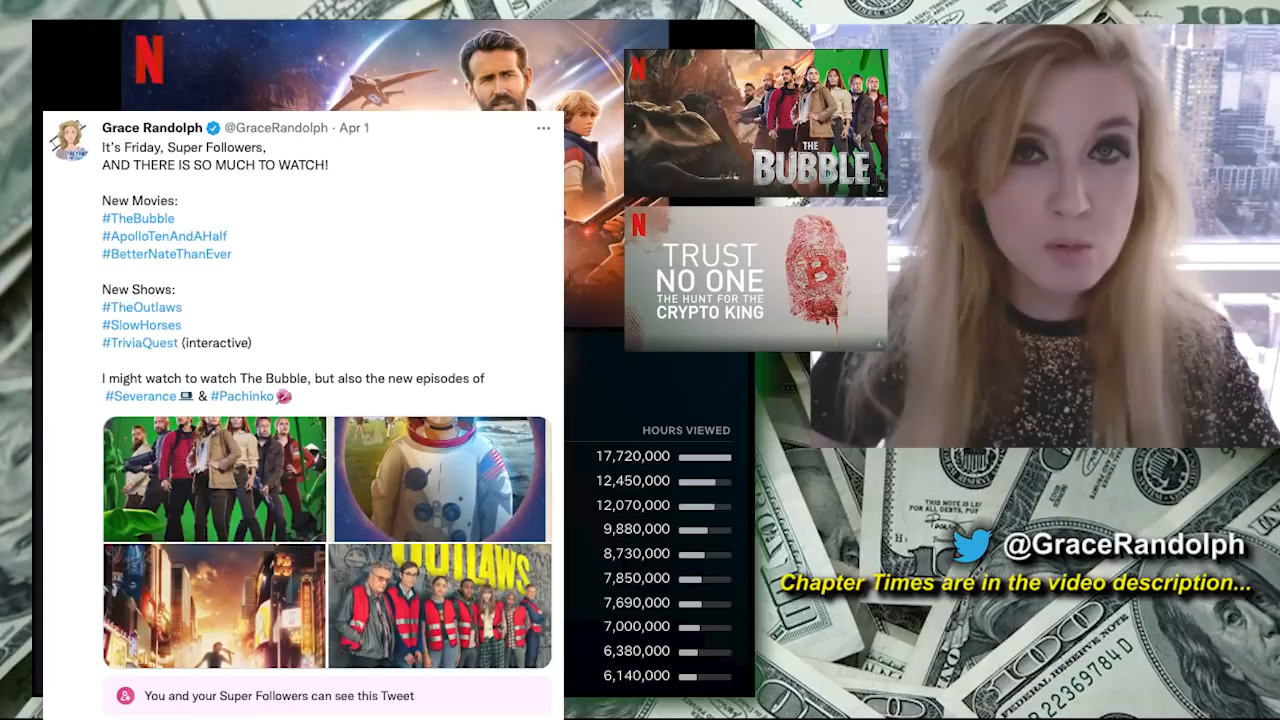 N
Grace Randolph @GraceRandolph · Apr 1
It's Friday, Super Followers,
AND THERE IS SO MUCH TO WATCH!
New Movies:
#TheBubble
#ApolloTenAndAHalf
#BetterNateThanEver
New Shows:
#TheOutlaws
#SlowHorses
#TriviaQuest (interactive)
I might watch to watch The Bubble, but also the new episodes of
#Severance & #Pachinko
OUTLAWS
You and your Super Followers can see this Tweet
N
THE
BUBBLE
N
TRUST
NO ONE
THE HUNT FOR THE
CRYPTO KING
HOURS VIEWED
17,720,000
12,450,000
12,070,000
9,880,000
8,730,000
7,850,000
7,690,000
7,000,000
6,380,000
6,140,000
@GraceRandolph
Chapter Times are in the video description...
100
FEDERAL RESERVE NOTE